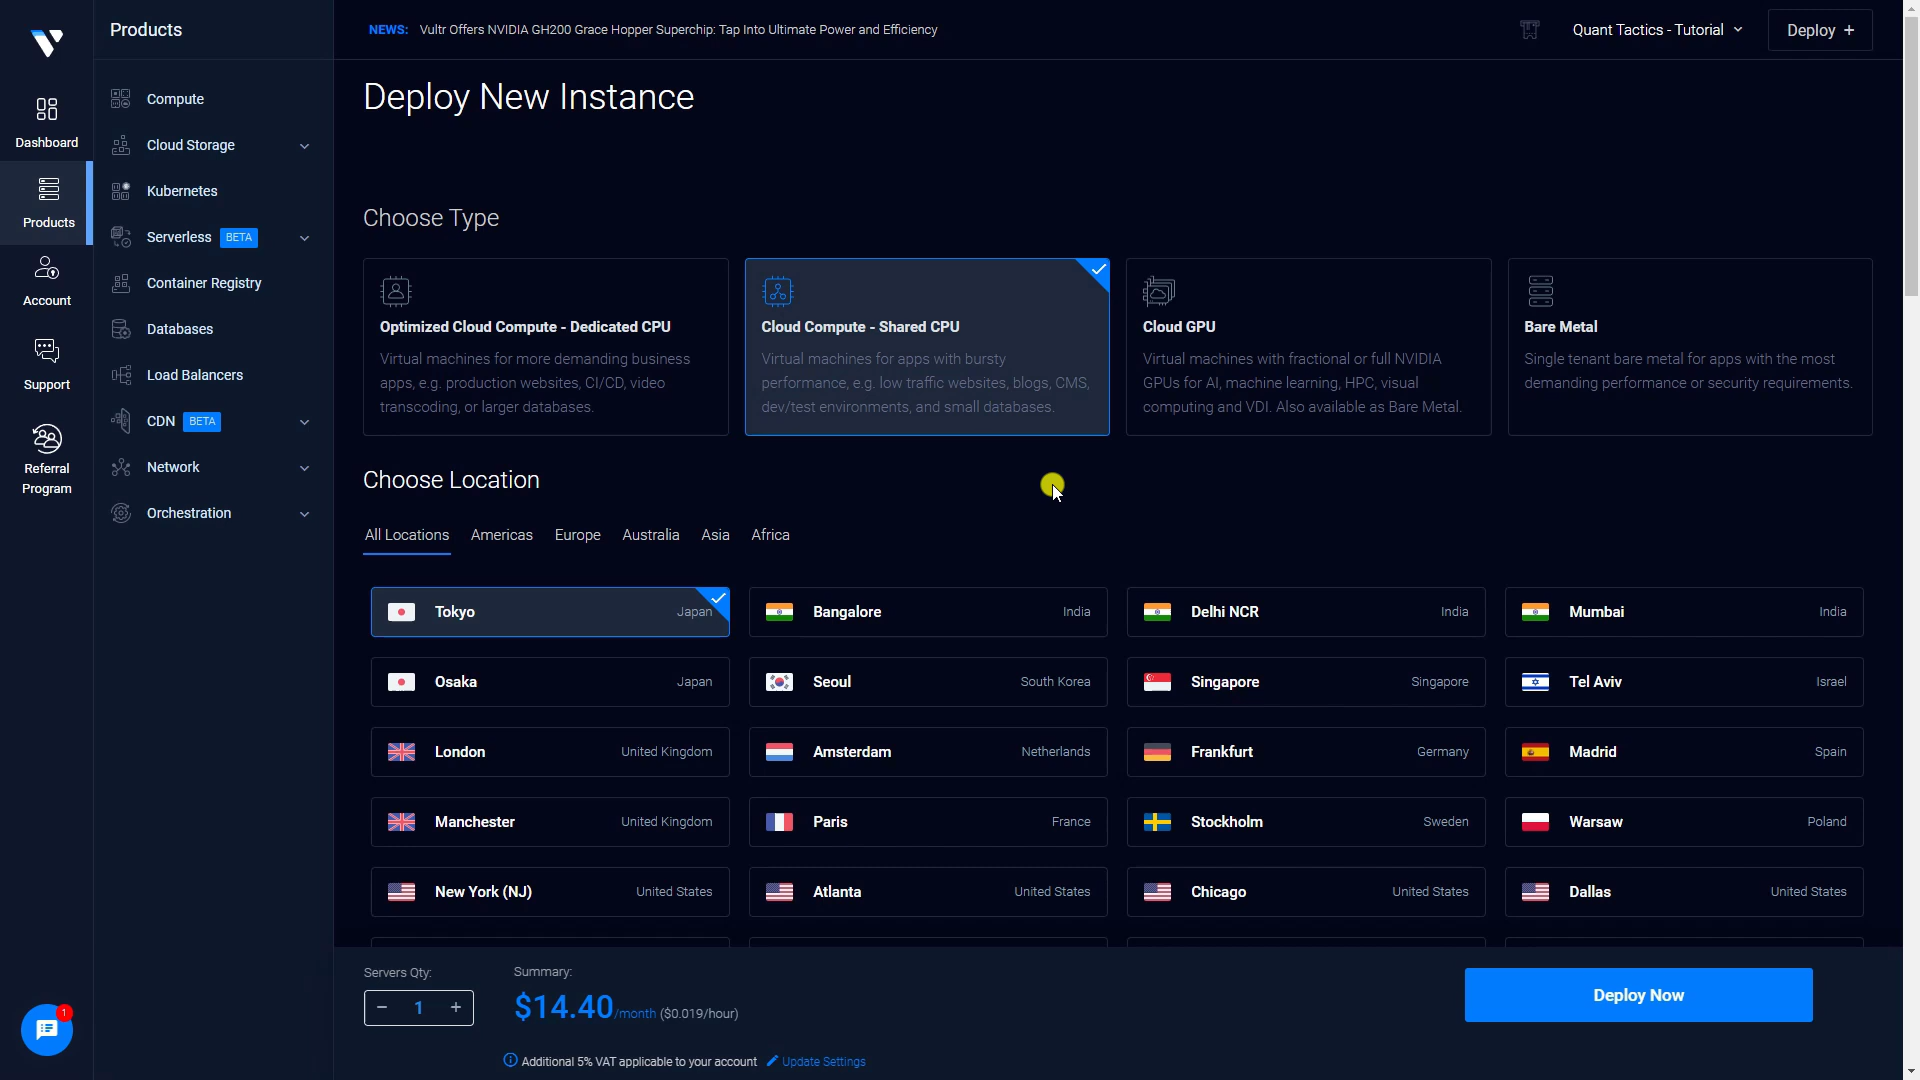 Products
NEWS: Vultr Offers NVIDIA GH200 Grace Hopper Superchip: Tap Into Ultimate Power and Efficiency
Quant Tactics - Tutorial
Deploy +
Dashboard
Products
Account
Support
Referral
Program
1
Compute
Cloud Storage
Kubernetes
Serverless BETA
Container Registry
Databases
Load Balancers
CDN BETA
Network
Orchestration
Deploy New Instance
Choose Type
Optimized Cloud Compute - Dedicated CPU
Virtual machines for more demanding business
apps, e.g. production websites, CI/CD, video
transcoding, or larger databases.
Cloud Compute - Shared CPU
Virtual machines for apps with bursty
performance, e.g. low traffic websites, blogs, CMS,
dev/test environments, and small databases.
Cloud GPU
Virtual machines with fractional or full NVIDIA
GPUs for AI, machine learning, HPC, visual
computing and VDI. Also available as Bare Metal.
Bare Metal
Single tenant bare metal for apps with the most
demanding performance or security requirements.
Choose Location
All Locations Americas Europe Australia Asia Africa
Tokyo Japan
Bangalore India
Delhi NCR India
Mumbai India
Osaka Japan
Seoul South Korea
Singapore Singapore
Tel Aviv Israel
London United Kingdom
Amsterdam Netherlands
Frankfurt Germany
Madrid Spain
Manchester United Kingdom
Paris France
Stockholm Sweden
Warsaw Poland
New York (NJ) United States
Atlanta United States
Chicago United States
Dallas United States
Servers Qty:
− 1 +
Summary:
$14.40/month ($0.019/hour)
Additional 5% VAT applicable to your account Update Settings
Deploy Now